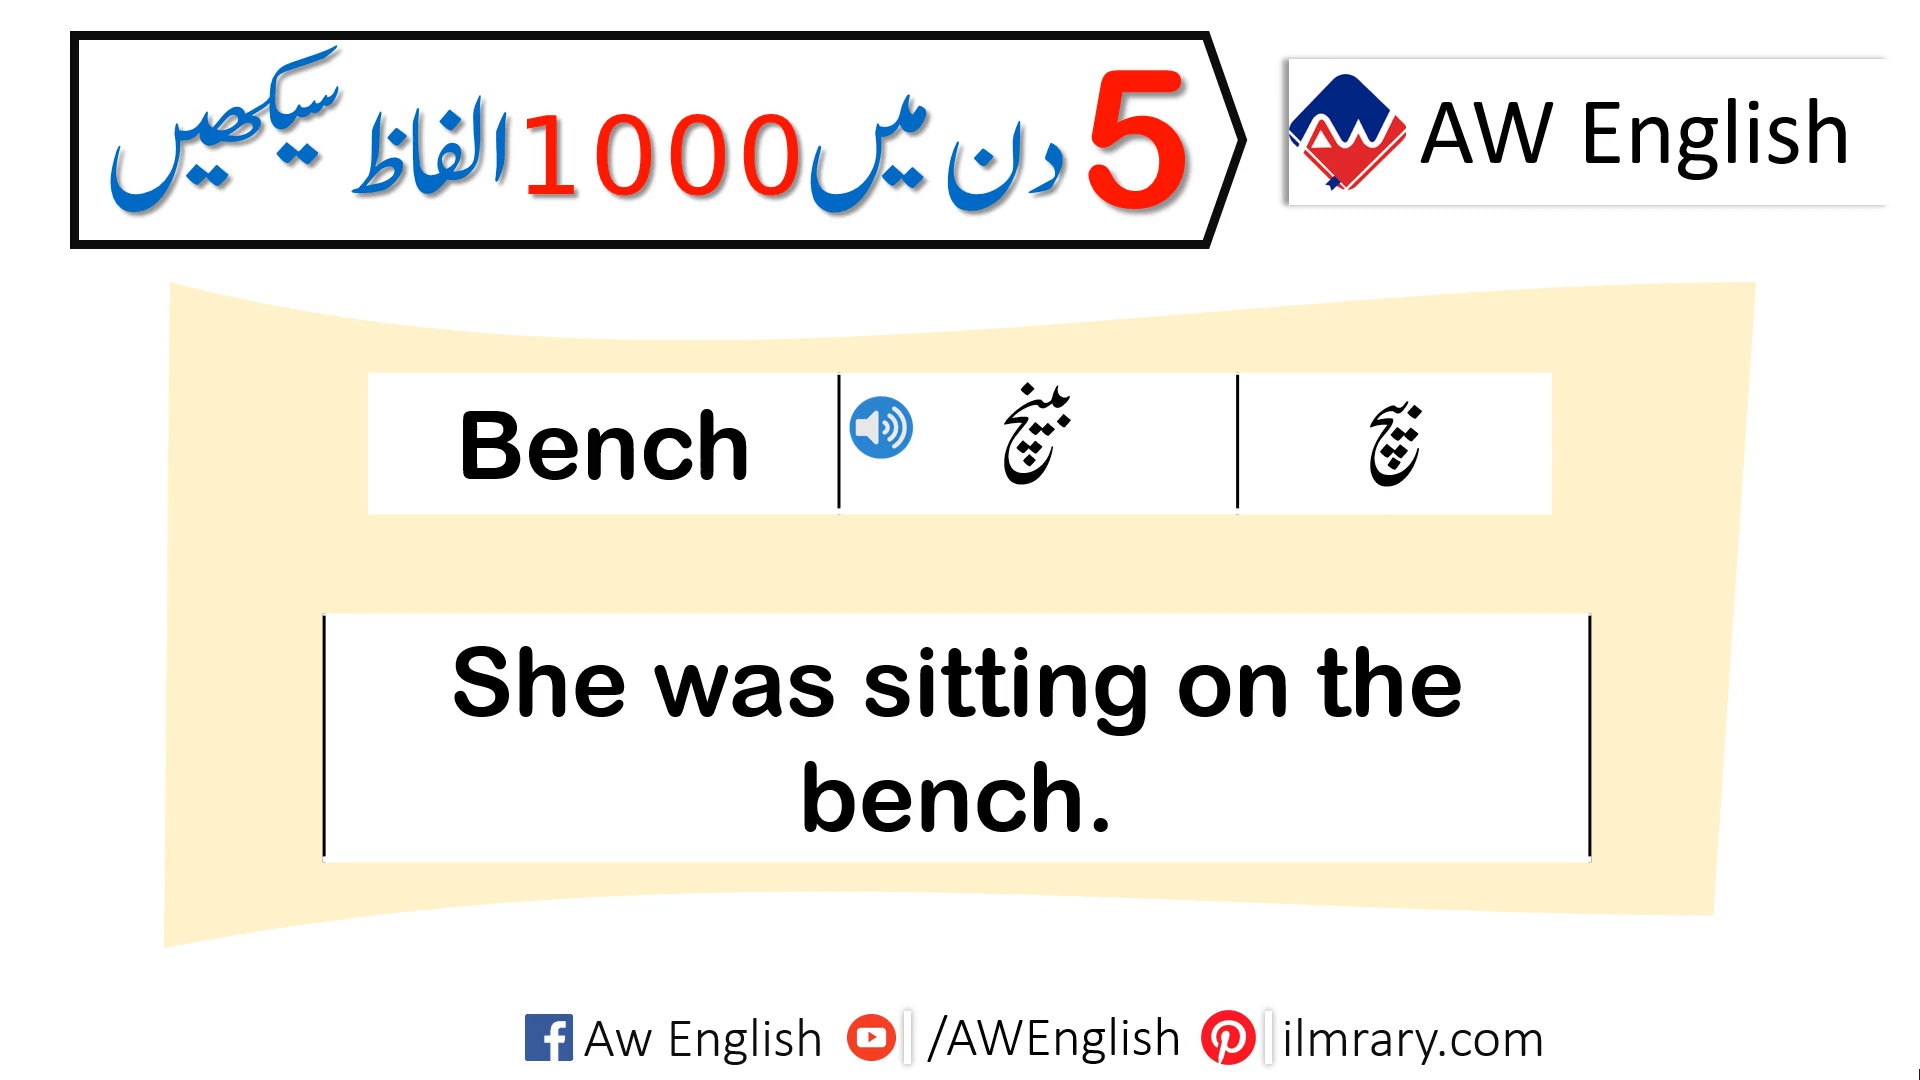 5 دن میں 1000 الفاظ سیکھیں
AW English
Bench
بینچ
بیچ
She was sitting on the
bench.
Aw English
/AWEnglish
ilmrary.com